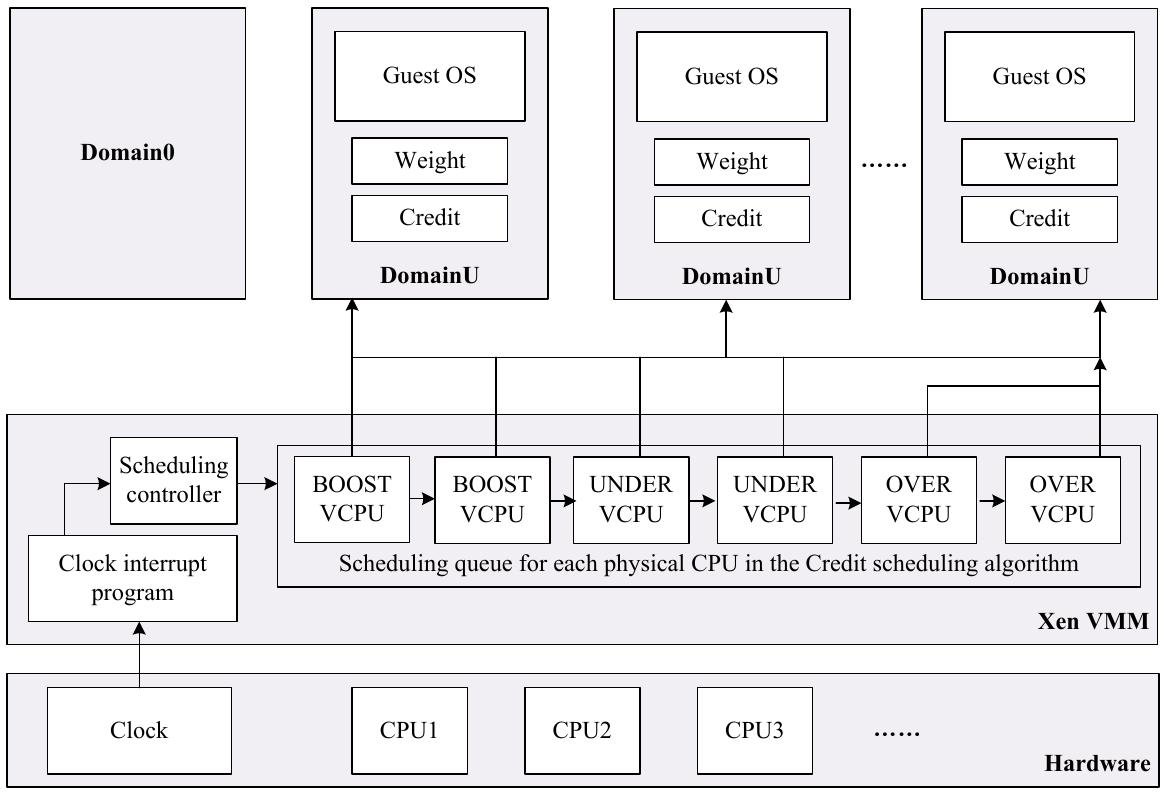 Domain0
Guest OS
Weight
Credit
DomainU
Guest OS
Weight
Credit
DomainU
......
Guest OS
Weight
Credit
DomainU
Scheduling
controller
Clock interrupt
program
BOOST
VCPU
BOOST
VCPU
UNDER
VCPU
UNDER
VCPU
OVER
VCPU
OVER
VCPU
Scheduling queue for each physical CPU in the Credit scheduling algorithm
Xen VMM
Clock
CPU1
CPU2
CPU3
......
Hardware